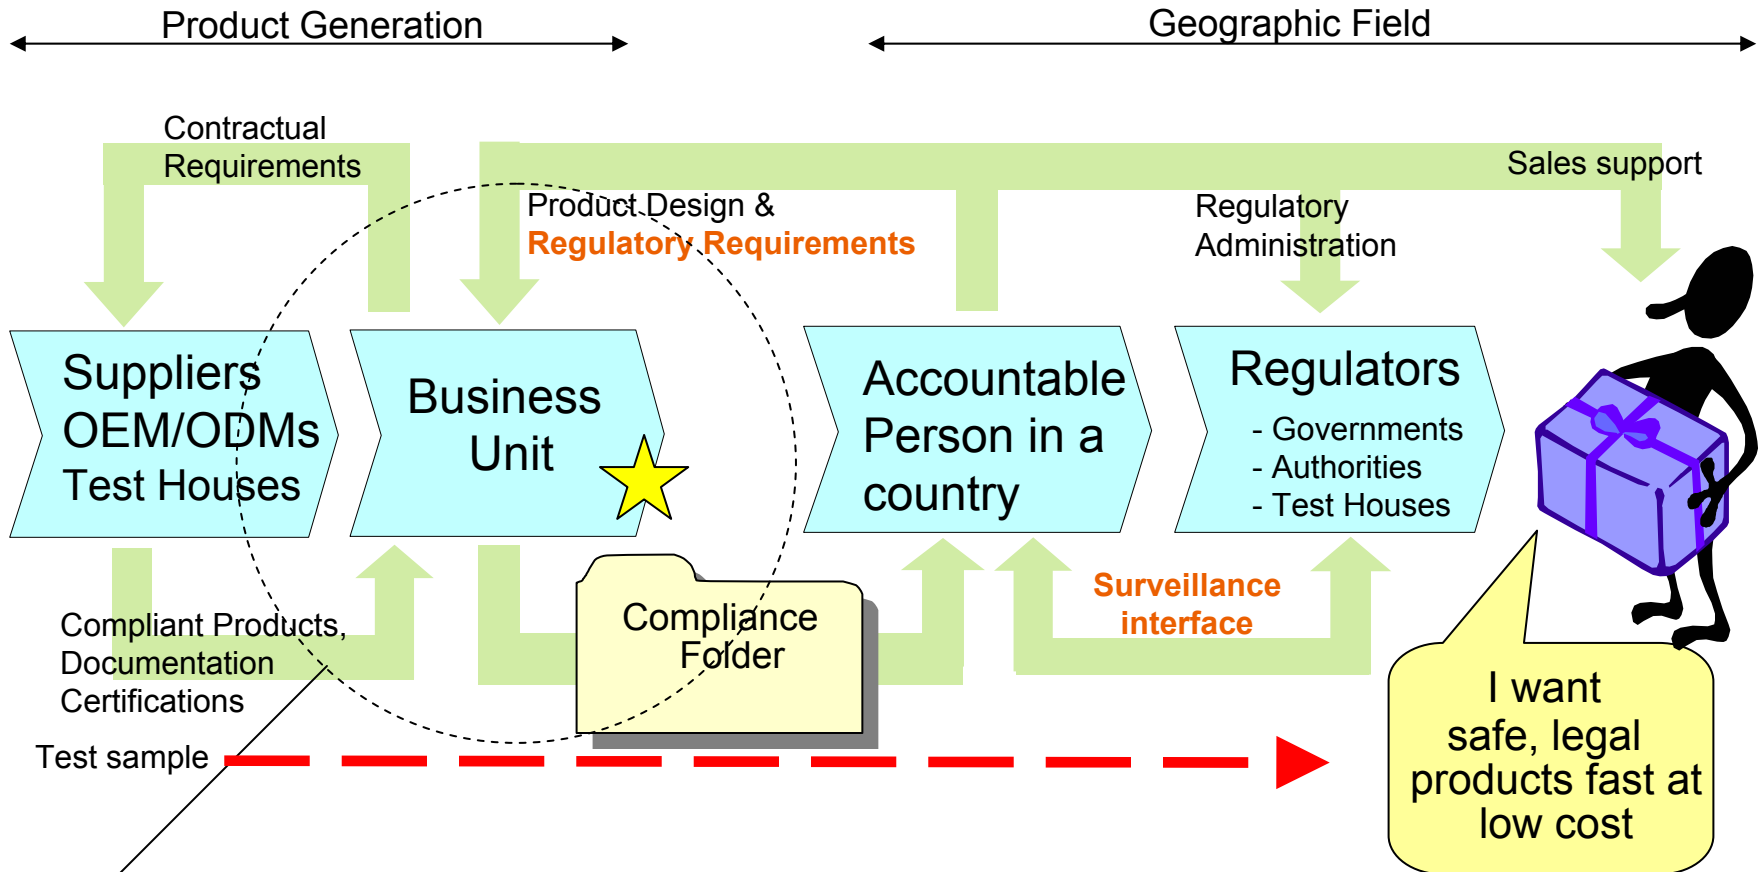 Product Generation
Geographic Field
Contractual
Requirements
Sales support
Product Design &
Regulatory Requirements
Regulatory
Administration
Suppliers
OEM/ODMs
Test Houses
Business
Unit
Accountable
Person in a
country
Regulators
- Governments
- Authorities
- Test Houses
Compliant Products,
Documentation
Certifications
Compliance
Folder
Surveillance
interface
Test sample
I want
safe, legal
products fast at
low cost